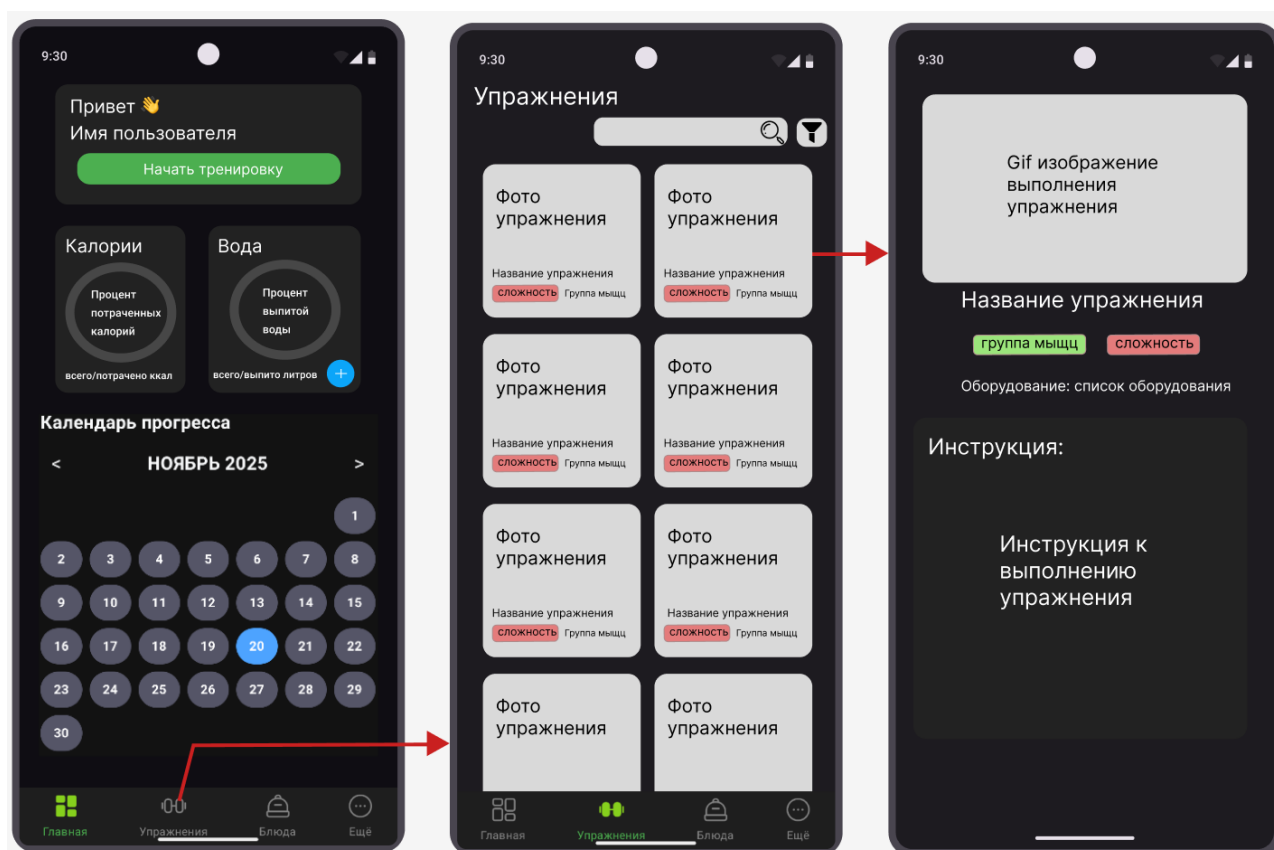 9:30
Привет 👋
Имя пользователя
Начать тренировку
Калории
Процент
потраченных
калорий
всего/потрачено ккал
Вода
Процент
выпитой
воды
всего/выпито литров
+
Календарь прогресса
< НОЯБРЬ 2025 >
1
2 3 4 5 6 7 8
9 10 11 12 13 14 15
16 17 18 19 20 21 22
23 24 25 26 27 28 29
30
Главная Упражнения Блюда Ещё
9:30
Упражнения
Фото
упражнения
Название упражнения
сложность Группа мышц
Фото
упражнения
Название упражнения
сложность Группа мышц
Фото
упражнения
Название упражнения
сложность Группа мышц
Фото
упражнения
Название упражнения
сложность Группа мышц
Фото
упражнения
Название упражнения
сложность Группа мышц
Фото
упражнения
Название упражнения
сложность Группа мышц
Фото
упражнения
Фото
упражнения
Главная Упражнения Блюда Ещё
9:30
Gif изображение
выполнения
упражнения
Название упражнения
группа мыщц сложность
Оборудование: список оборудования
Инструкция:
Инструкция к
выполнению
упражнения